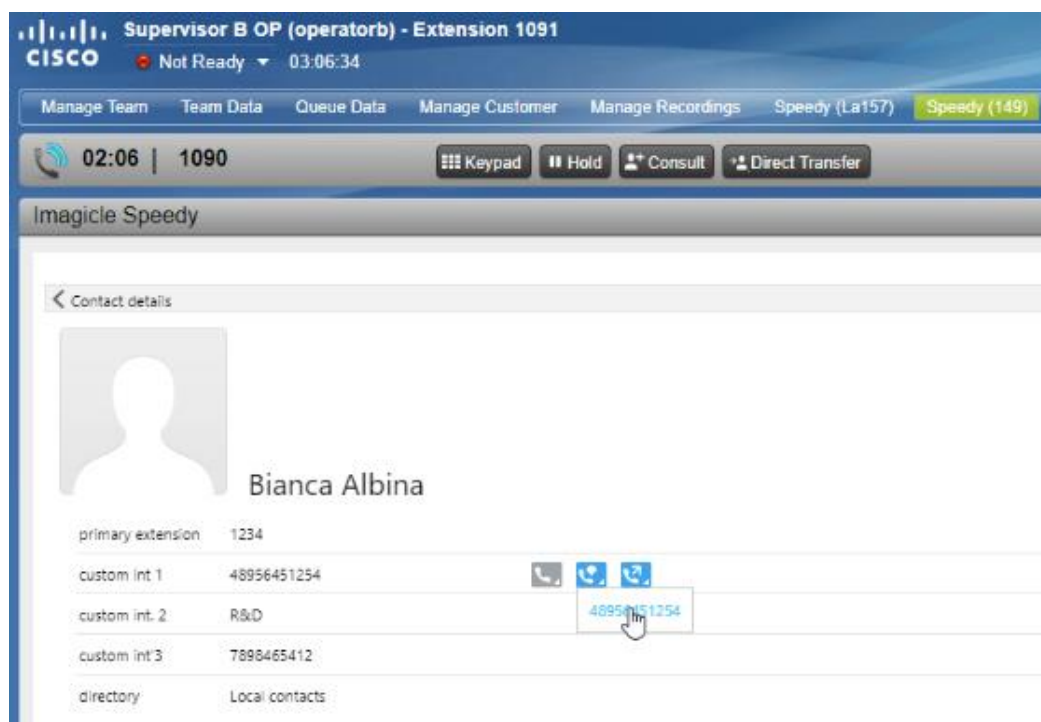 Supervisor B OP (operatorb) - Extension 1091
CISCO
Not Ready 03:06:34
Manage Team Team Data Queue Data Manage Customer Manage Recordings Speedy (La157) Speedy (149)
02:06 | 1090 Keypad Hold Consult Direct Transfer
Imagicle Speedy
Contact details
Bianca Albina
primary extension 1234
custom int 1 48956451254
48956451254
custom int. 2 R&D
custom int'3 7898465412
directory Local contacts